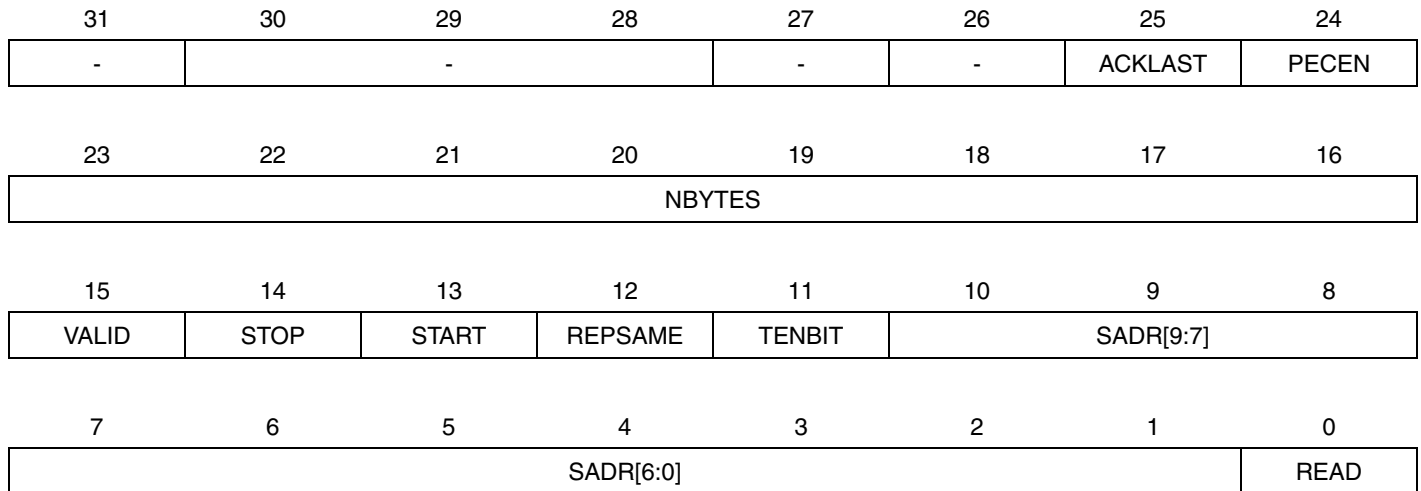 31 30 29 28 27 26 25 24
- - - - ACKLAST PECEN
23 22 21 20 19 18 17 16
NBYTES
15 14 13 12 11 10 9 8
VALID STOP START REPSAME TENBIT SADR[9:7]
7 6 5 4 3 2 1 0
SADR[6:0] READ